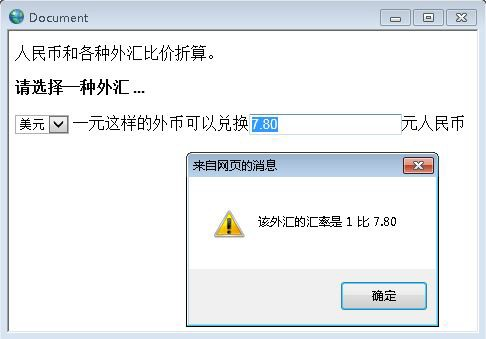 Document
人民币和各种外汇比价折算。
请选择一种外汇 ...
美元 一元这样的外币可以兑换7.80元人民币
来自网页的消息
该外汇的汇率是 1 比 7.80
确定